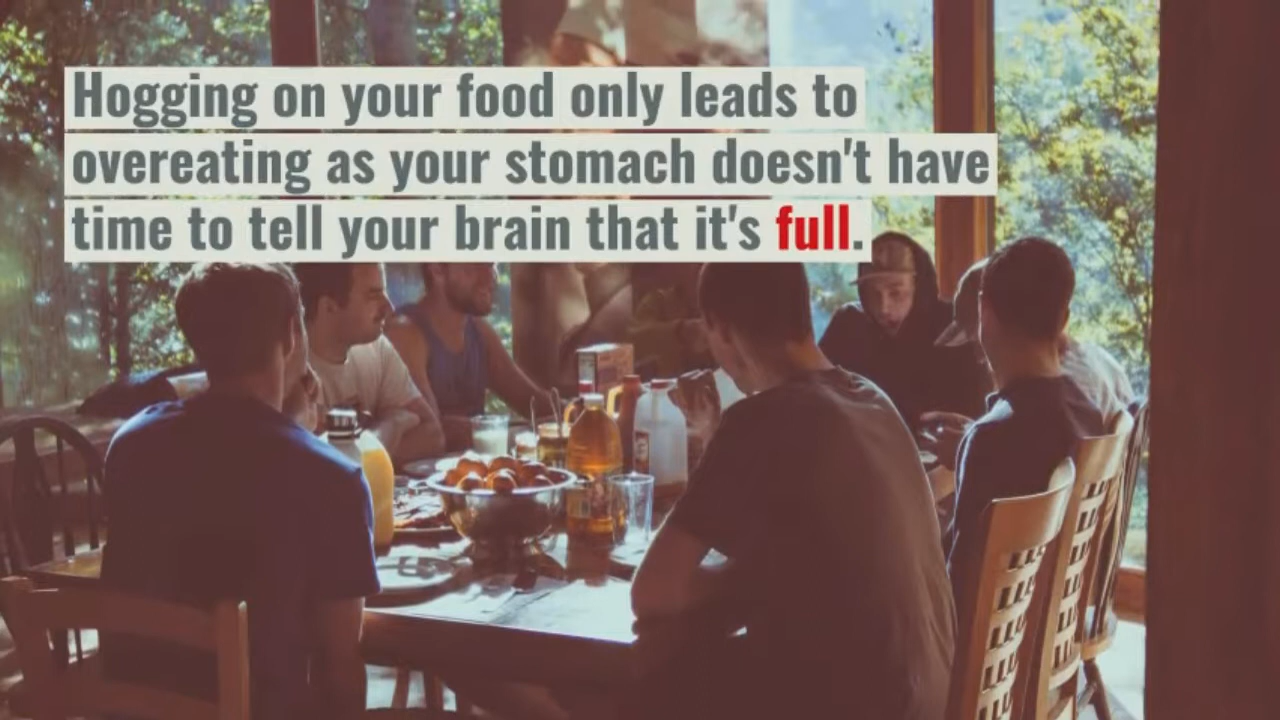 Hogging on your food only leads to
overeating as your stomach doesn't have
time to tell your brain that it's full.